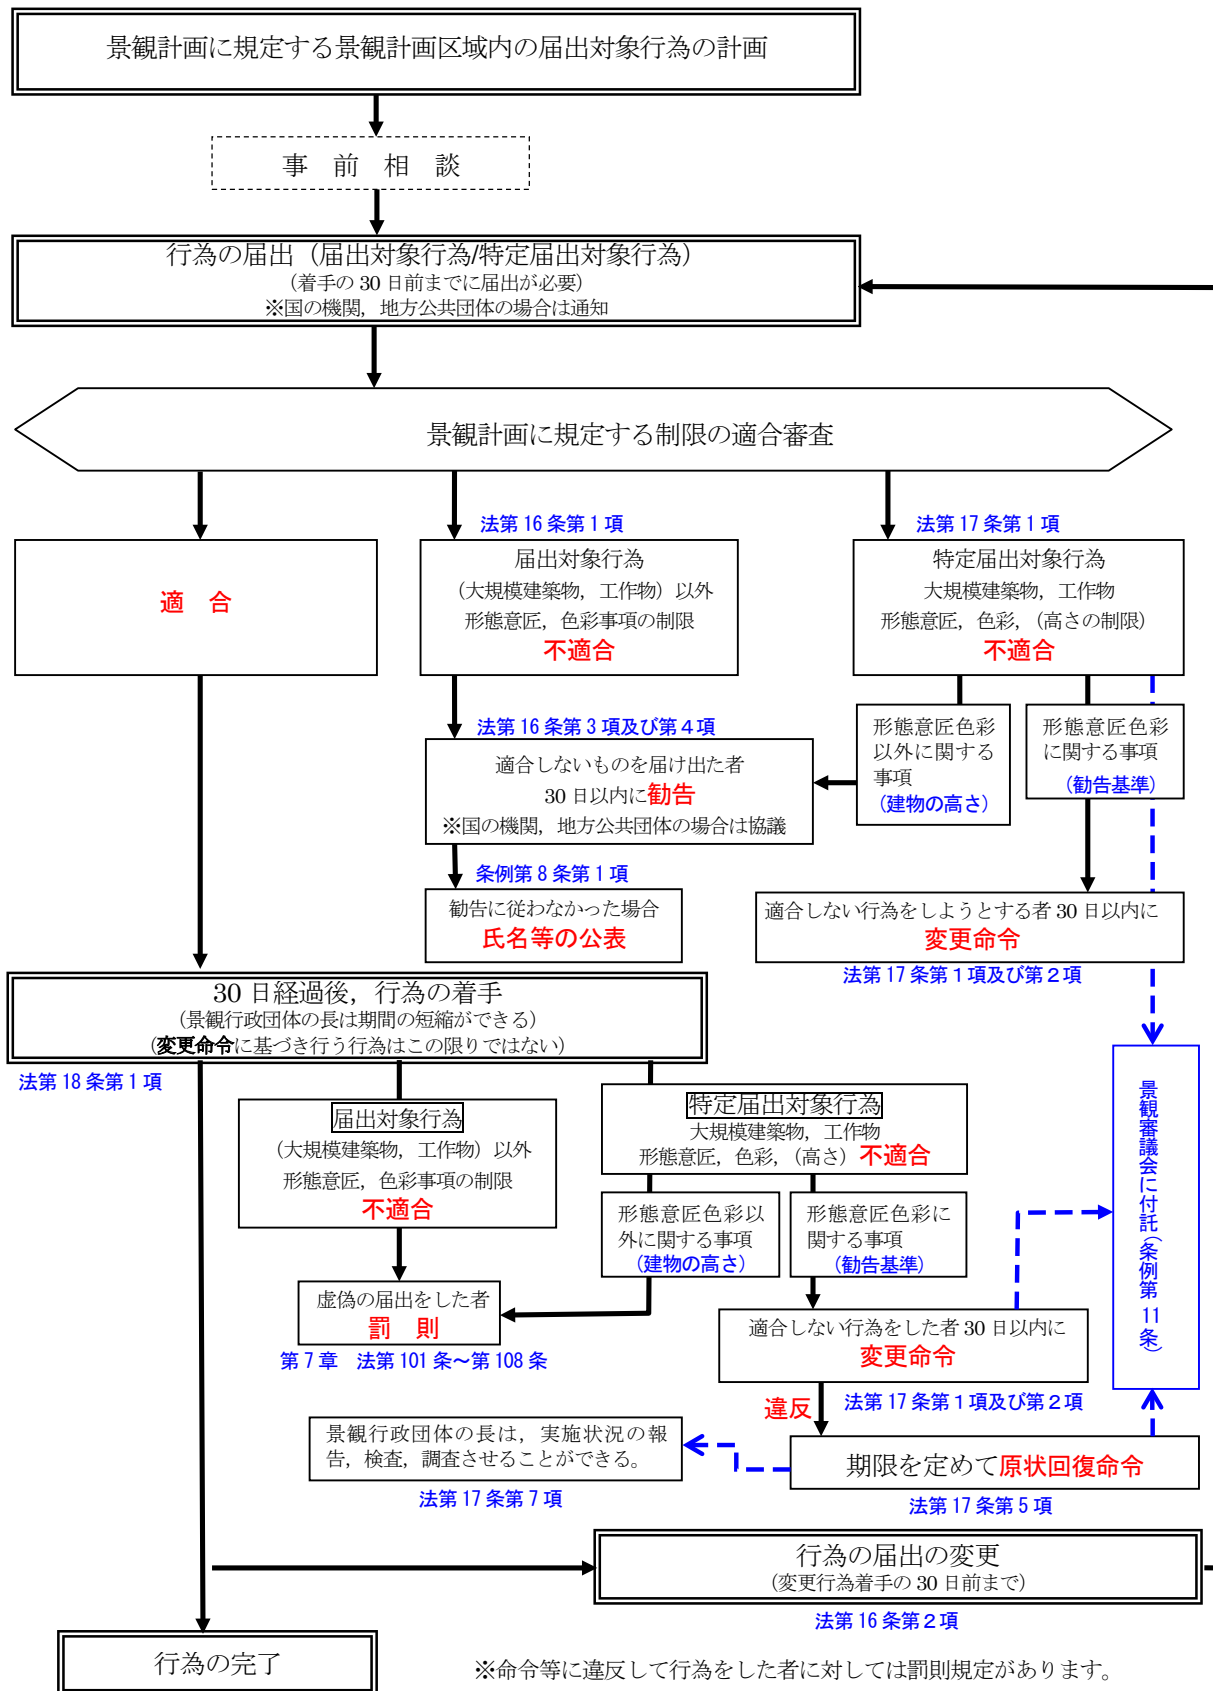 景観計画に規定する景観計画区域内の届出対象行為の計画
事 前 相 談
行為の届出（届出対象行為/特定届出対象行為）
（着手の 30 日前までに届出が必要）
※国の機関，地方公共団体の場合は通知
景観計画に規定する制限の適合審査
適 合
法第 16 条第 1 項
届出対象行為
（大規模建築物，工作物）以外
形態意匠，色彩事項の制限
不適合
法第 17 条第 1 項
特定届出対象行為
大規模建築物，工作物
形態意匠，色彩，（高さの制限）
不適合
形態意匠色彩
以外に関する
事項
（建物の高さ）
形態意匠色彩
に関する事項
（勧告基準）
法第 16 条第 3 項及び第 4 項
適合しないものを届け出た者
30 日以内に勧告
※国の機関，地方公共団体の場合は協議
条例第 8 条第 1 項
勧告に従わなかった場合
氏名等の公表
適合しない行為をしようとする者 30 日以内に
変更命令
法第 17 条第 1 項及び第 2 項
30 日経過後，行為の着手
（景観行政団体の長は期間の短縮ができる）
（変更命令に基づき行う行為はこの限りではない）
法第 18 条第 1 項
届出対象行為
（大規模建築物，工作物）以外
形態意匠，色彩事項の制限
不適合
特定届出対象行為
大規模建築物，工作物
形態意匠，色彩，（高さ）不適合
形態意匠色彩以
外に関する事項
（建物の高さ）
形態意匠色彩に
関する事項
（勧告基準）
景観審議会に付託（条例第 11 条）
虚偽の届出をした者
罰 則
第 7 章 法第 101 条～第 108 条
適合しない行為をした者 30 日以内に
変更命令
違反
法第 17 条第 1 項及び第 2 項
景観行政団体の長は，実施状況の報
告，検査，調査させることができる。
法第 17 条第 7 項
期限を定めて原状回復命令
法第 17 条第 5 項
行為の届出の変更
（変更行為着手の 30 日前まで）
法第 16 条第 2 項
行為の完了
※命令等に違反して行為をした者に対しては罰則規定があります。